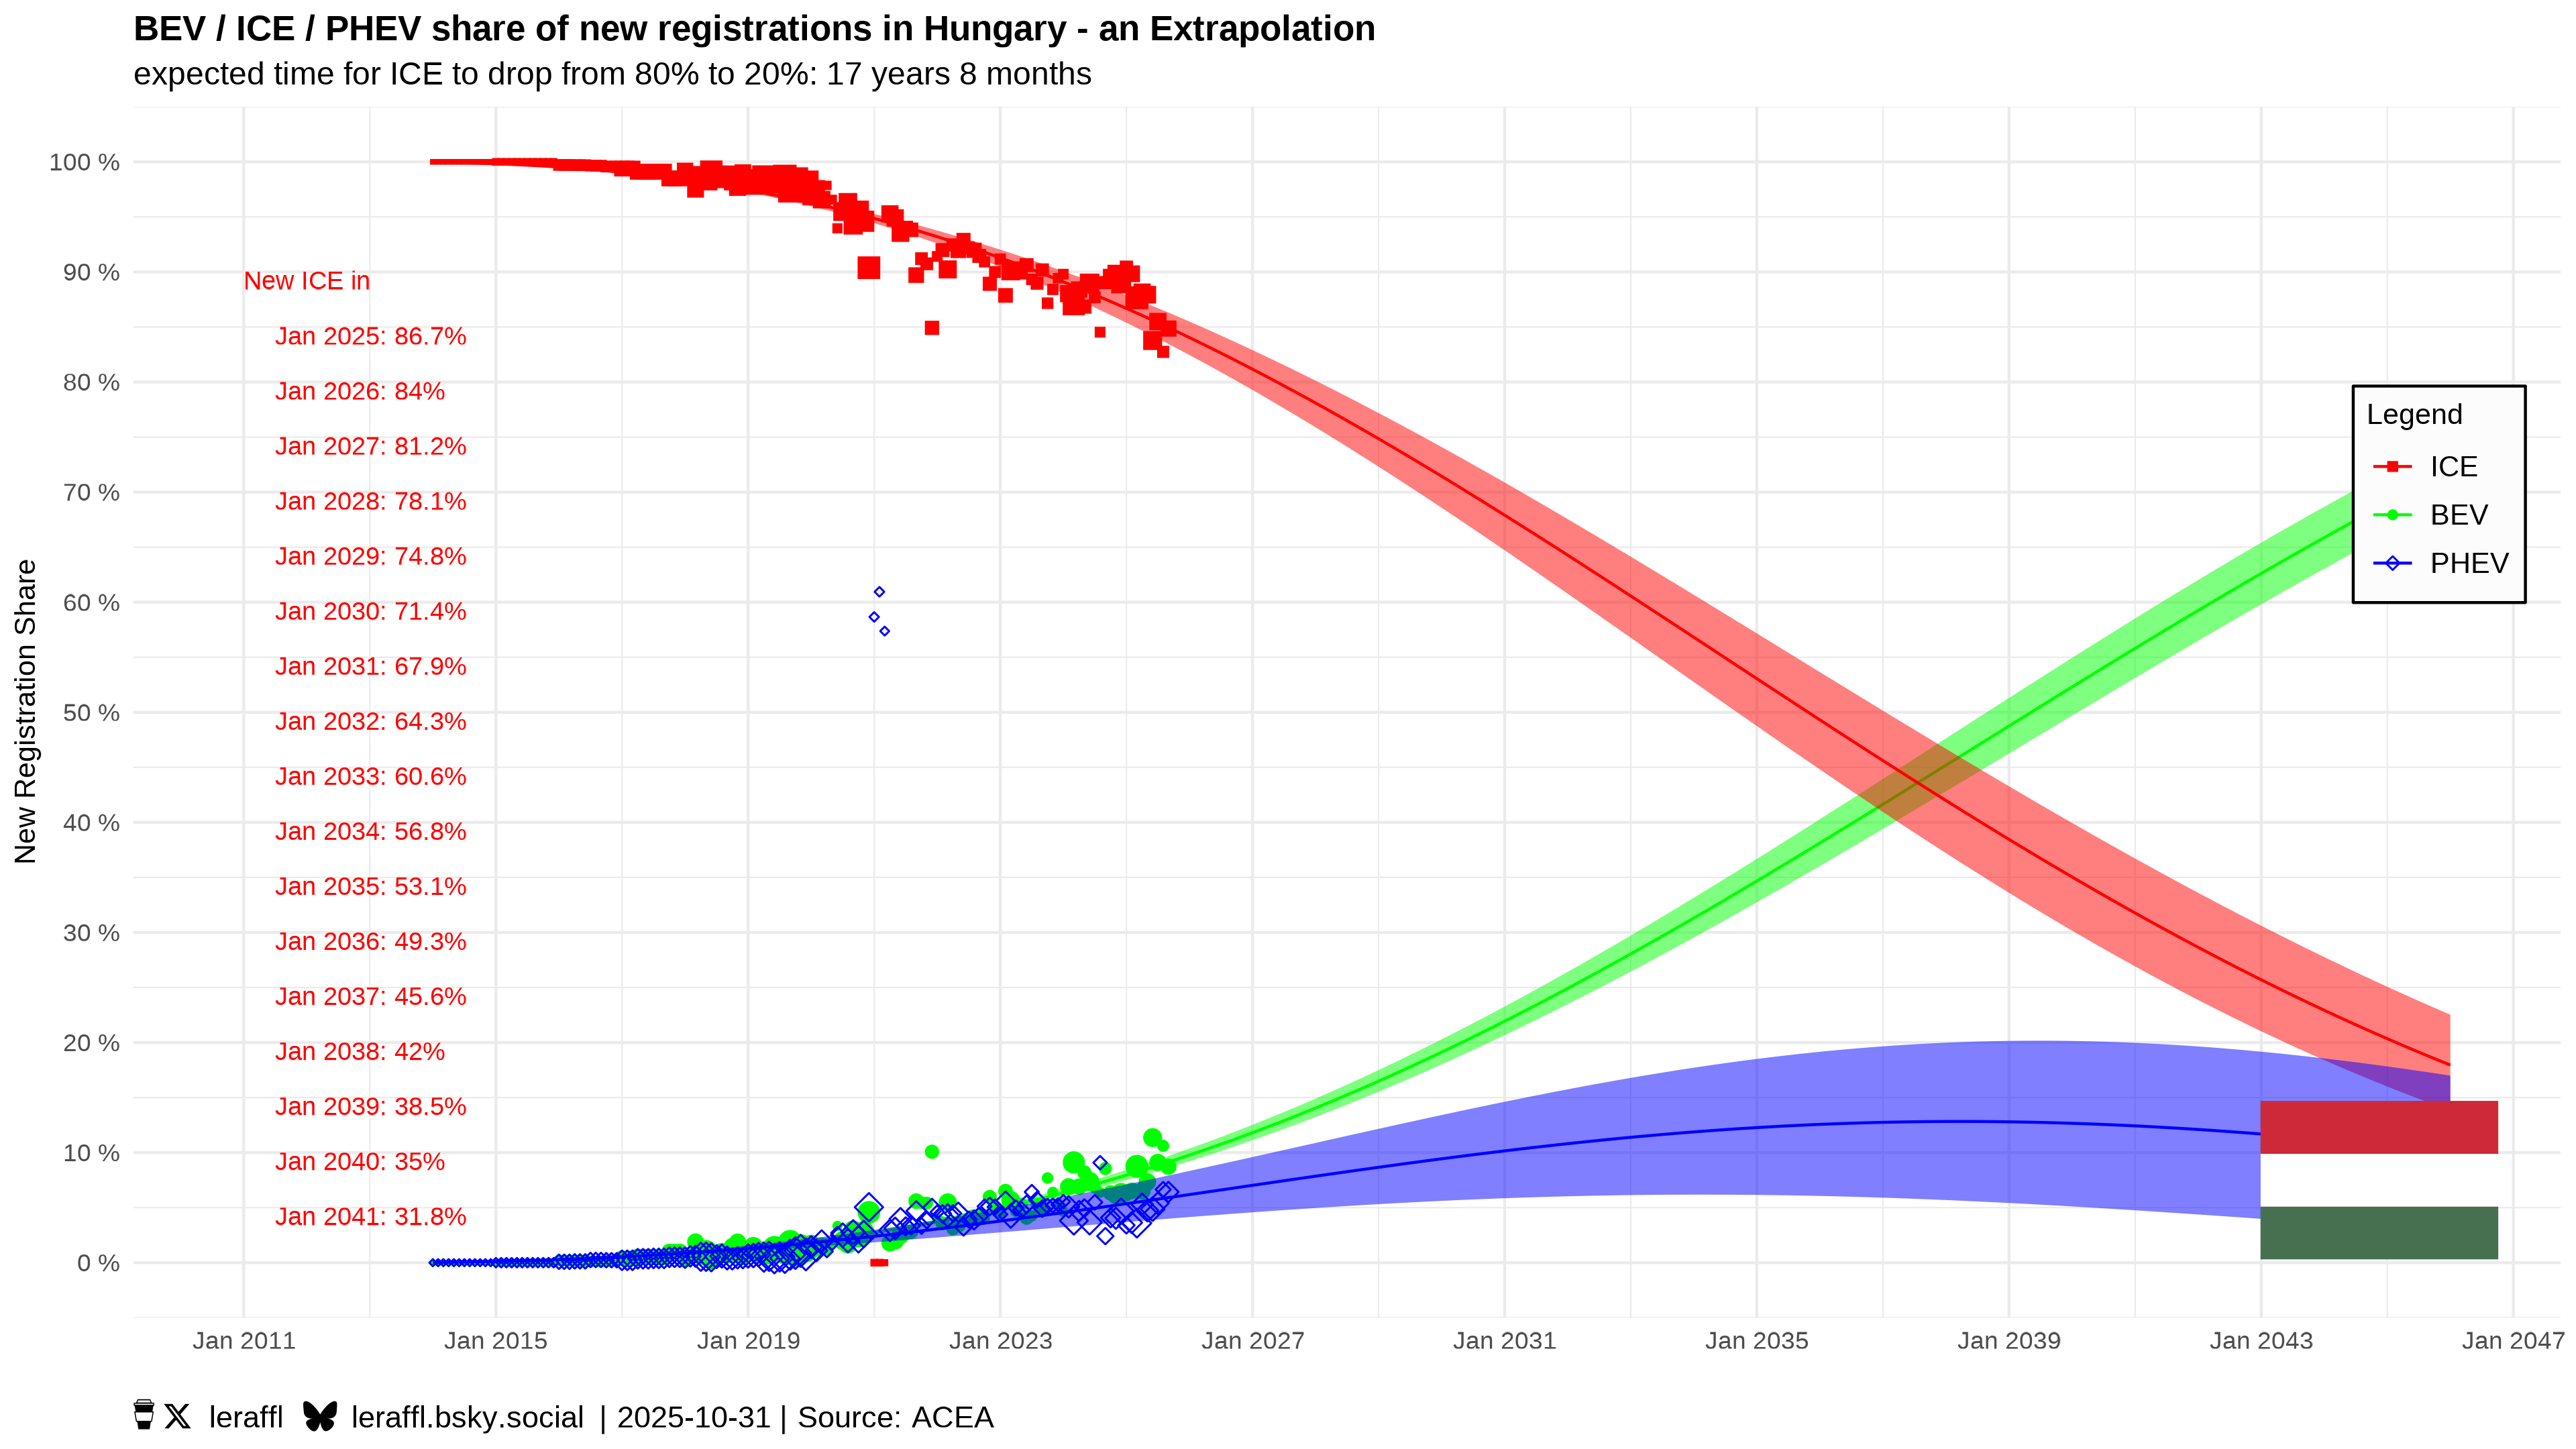 BEV / ICE / PHEV share of new registrations in Hungary - an Extrapolation
expected time for ICE to drop from 80% to 20%: 17 years 8 months
New Registration Share
100 %
90 %
80 %
70 %
60 %
50 %
40 %
30 %
20 %
10 %
0 %
New ICE in
Jan 2025: 86.7%
Jan 2026: 84%
Jan 2027: 81.2%
Jan 2028: 78.1%
Jan 2029: 74.8%
Jan 2030: 71.4%
Jan 2031: 67.9%
Jan 2032: 64.3%
Jan 2033: 60.6%
Jan 2034: 56.8%
Jan 2035: 53.1%
Jan 2036: 49.3%
Jan 2037: 45.6%
Jan 2038: 42%
Jan 2039: 38.5%
Jan 2040: 35%
Jan 2041: 31.8%
Legend
ICE
BEV
PHEV
Jan 2011 Jan 2015 Jan 2019 Jan 2023 Jan 2027 Jan 2031 Jan 2035 Jan 2039 Jan 2043 Jan 2047
leraffl leraffl.bsky.social | 2025-10-31 | Source: ACEA